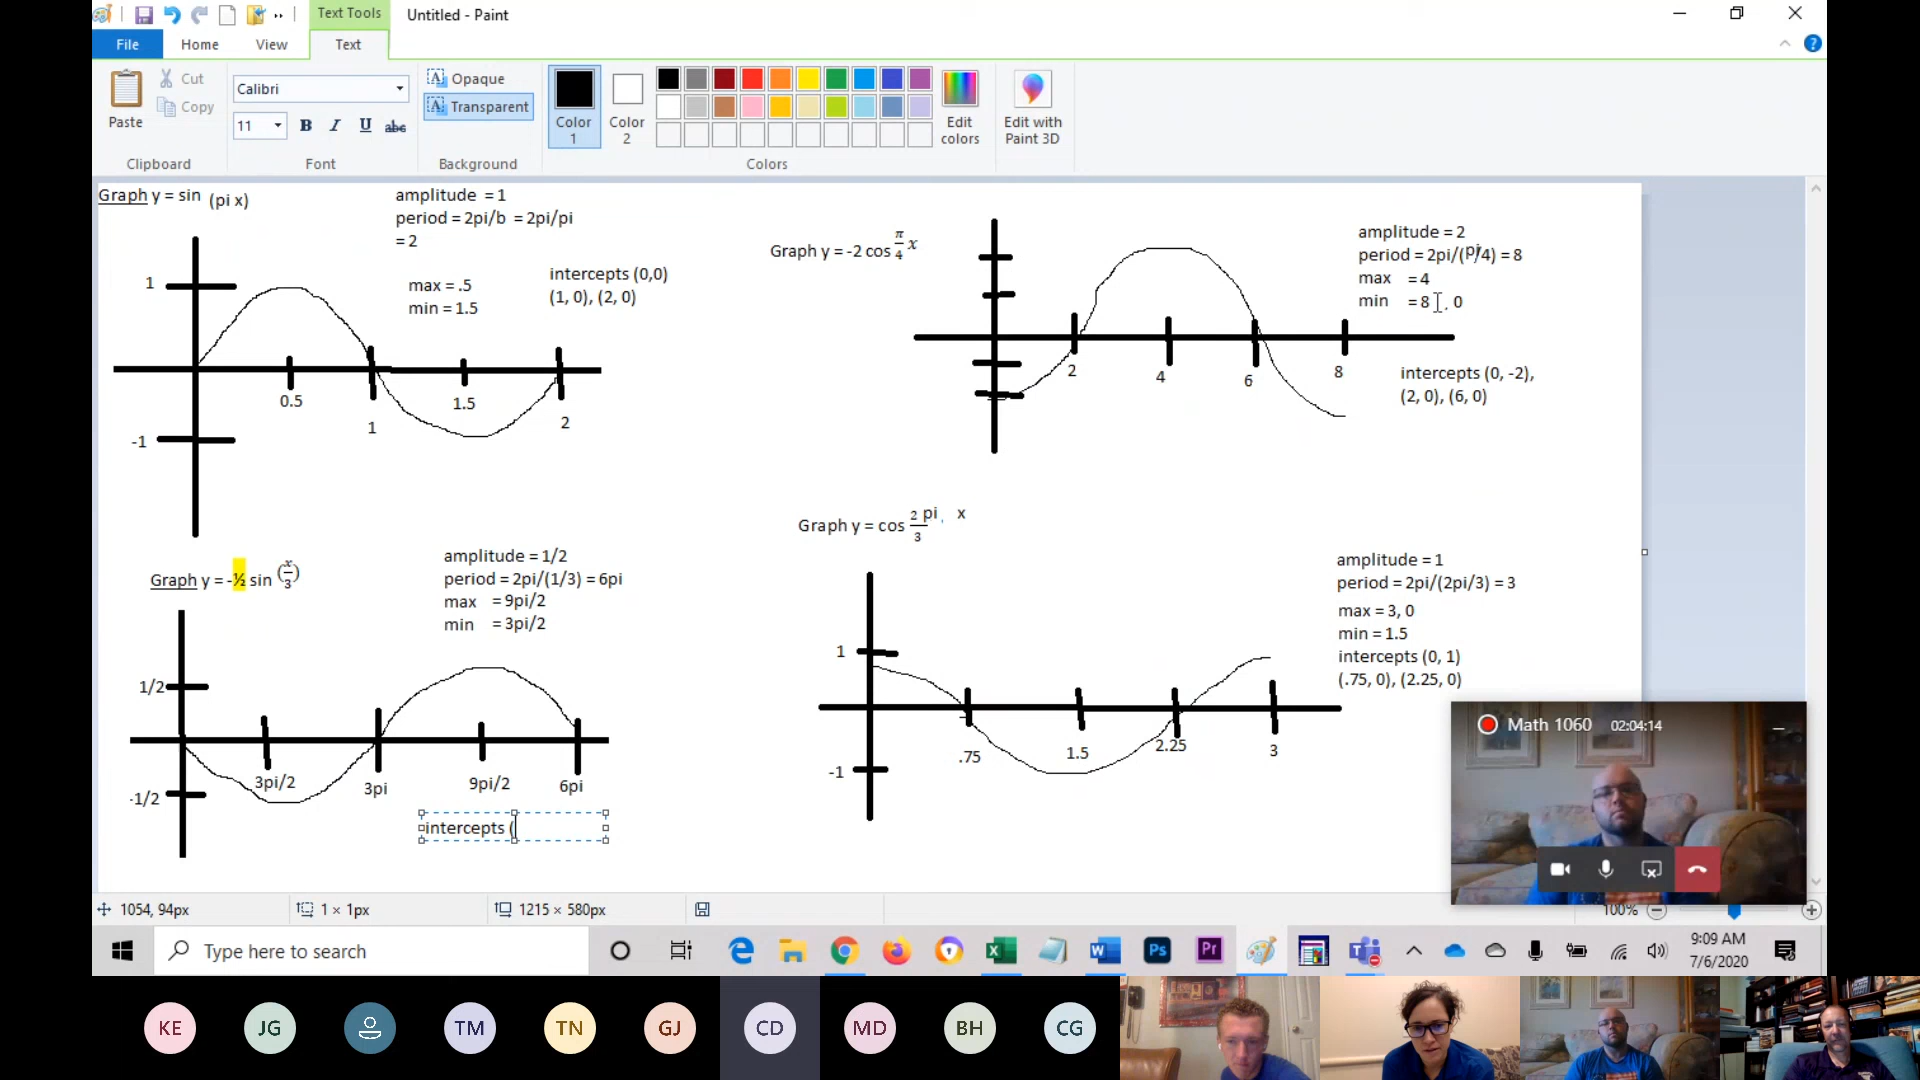 Text Tools
Untitled - Paint
File
Home
View
Text
Paste
Cut
Copy
Clipboard
Calibri
11
B I U abc
Font
Opaque
Transparent
Background
Color 1
Color 2
Colors
Edit colors
Edit with Paint 3D
Graph y = sin (pi x)
amplitude = 1
period = 2pi/b = 2pi/pi
= 2
max = .5
min = 1.5
intercepts (0,0)
(1, 0), (2, 0)
1
-1
0.5
1
1.5
2
Graph y = -2 cos π/4 x
amplitude = 2
period = 2pi/(pi/4) = 8
max = 4
min = 8 , 0
2
4
6
8
intercepts (0, -2),
(2, 0), (6, 0)
Graph y = -½ sin (x/3)
amplitude = 1/2
period = 2pi/(1/3) = 6pi
max = 9pi/2
min = 3pi/2
1/2
-1/2
3pi/2
3pi
9pi/2
6pi
intercepts (
Graph y = cos 2pi/3 x
amplitude = 1
period = 2pi/(2pi/3) = 3
max = 3, 0
min = 1.5
intercepts (0, 1)
(.75, 0), (2.25, 0)
1
-1
.75
1.5
2.25
3
Math 1060 02:04:14
1054, 94px
1 × 1px
1215 × 580px
100%
Type here to search
Ps
Pr
9:09 AM
7/6/2020
KE
JG
TM
TN
GJ
CD
MD
BH
CG